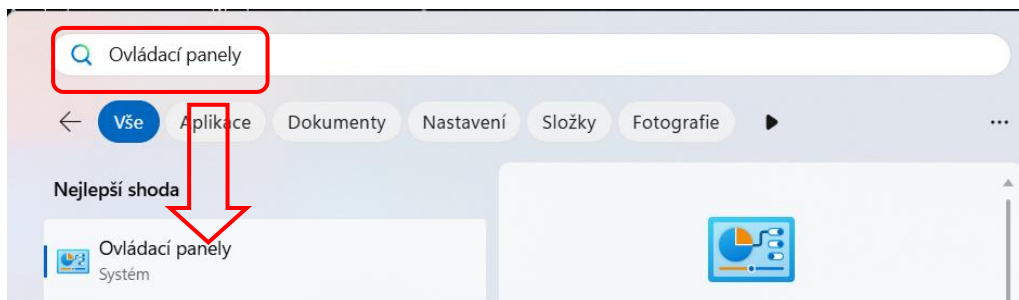 Ovládací panely
Vše Aplikace Dokumenty Nastavení Složky Fotografie
Nejlepší shoda
Ovládací panely
Systém